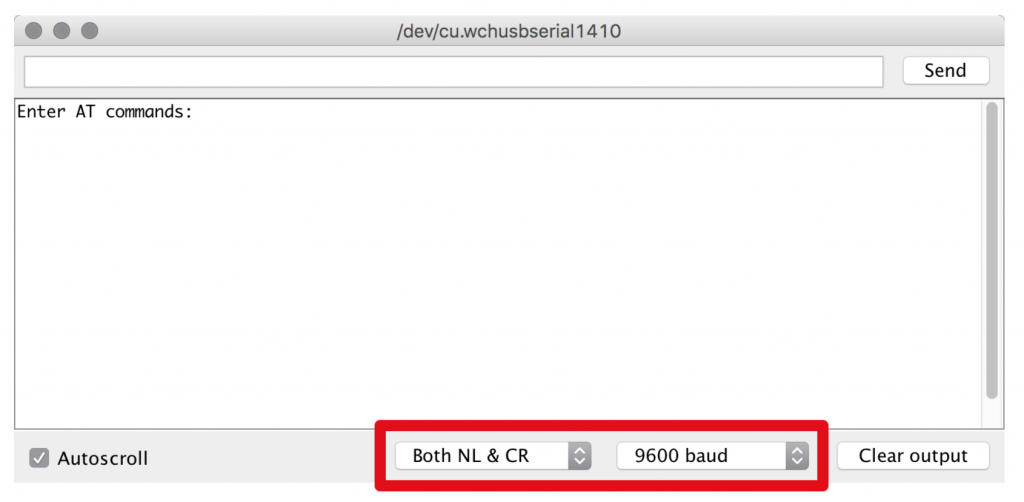 /dev/cu.wchusbserial1410
Send
Enter AT commands:
Autoscroll
Both NL & CR
9600 baud
Clear output